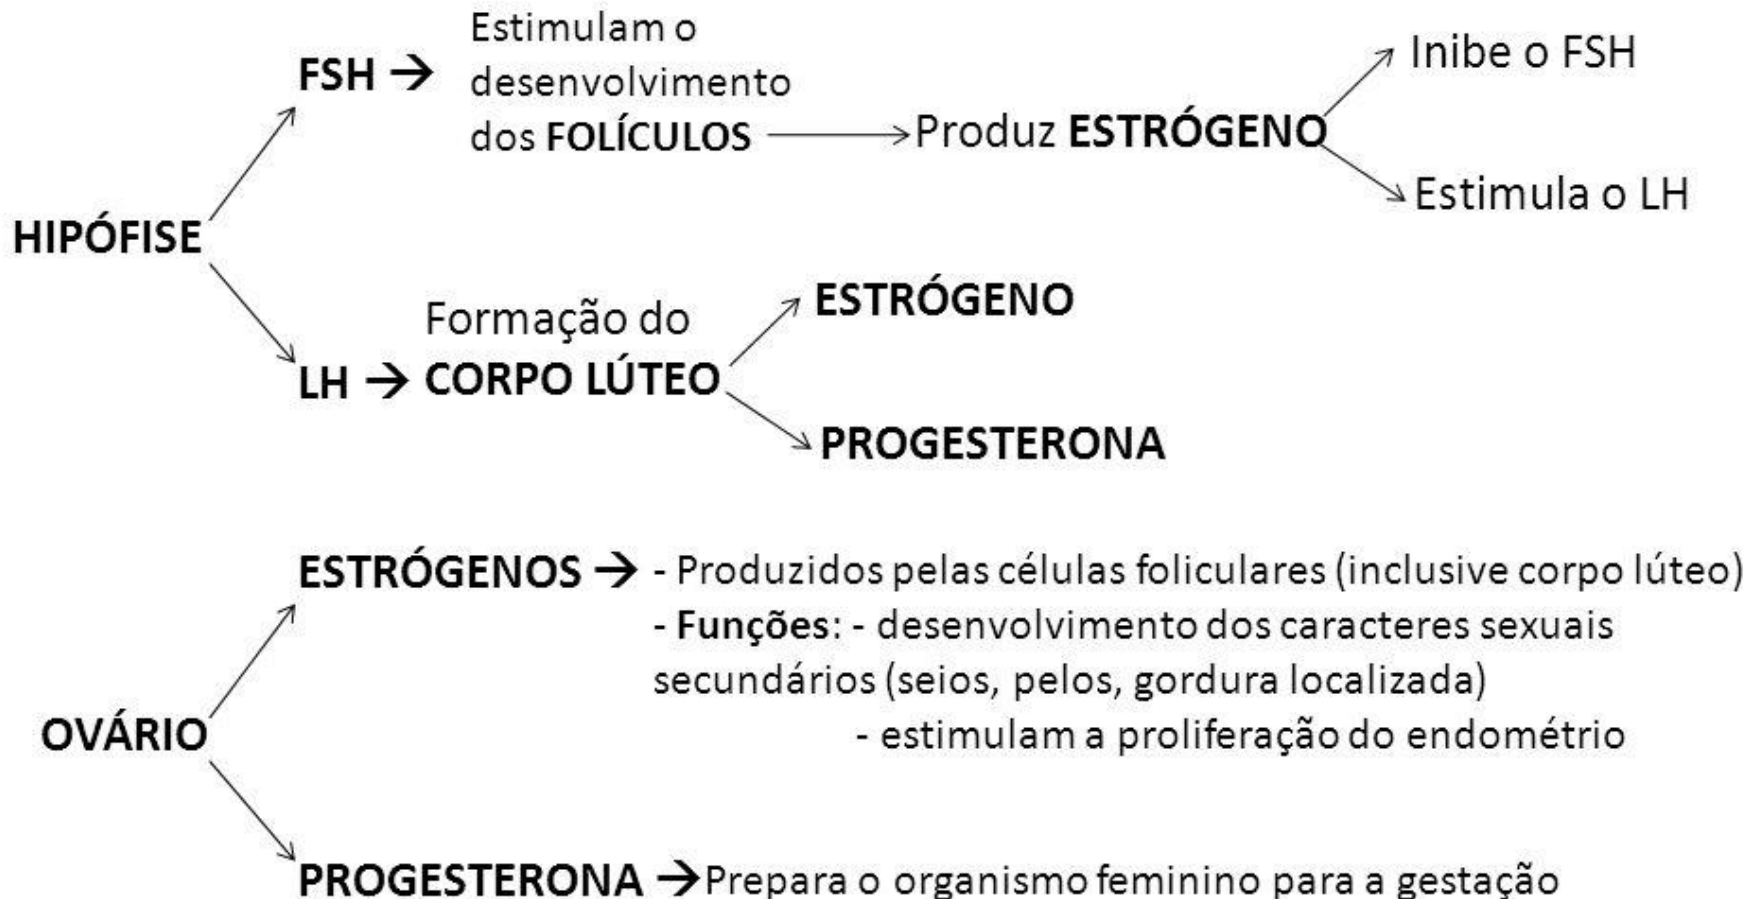 Estimulam o
FSH → desenvolvimento
dos FOLÍCULOS
Produz ESTRÓGENO
Inibe o FSH
Estimula o LH
HIPÓFISE
Formação do
LH → CORPO LÚTEO
ESTRÓGENO
PROGESTERONA
OVÁRIO
ESTRÓGENOS → - Produzidos pelas células foliculares (inclusive corpo lúteo)
- Funções: - desenvolvimento dos caracteres sexuais
secundários (seios, pelos, gordura localizada)
- estimulam a proliferação do endométrio
PROGESTERONA → Prepara o organismo feminino para a gestação